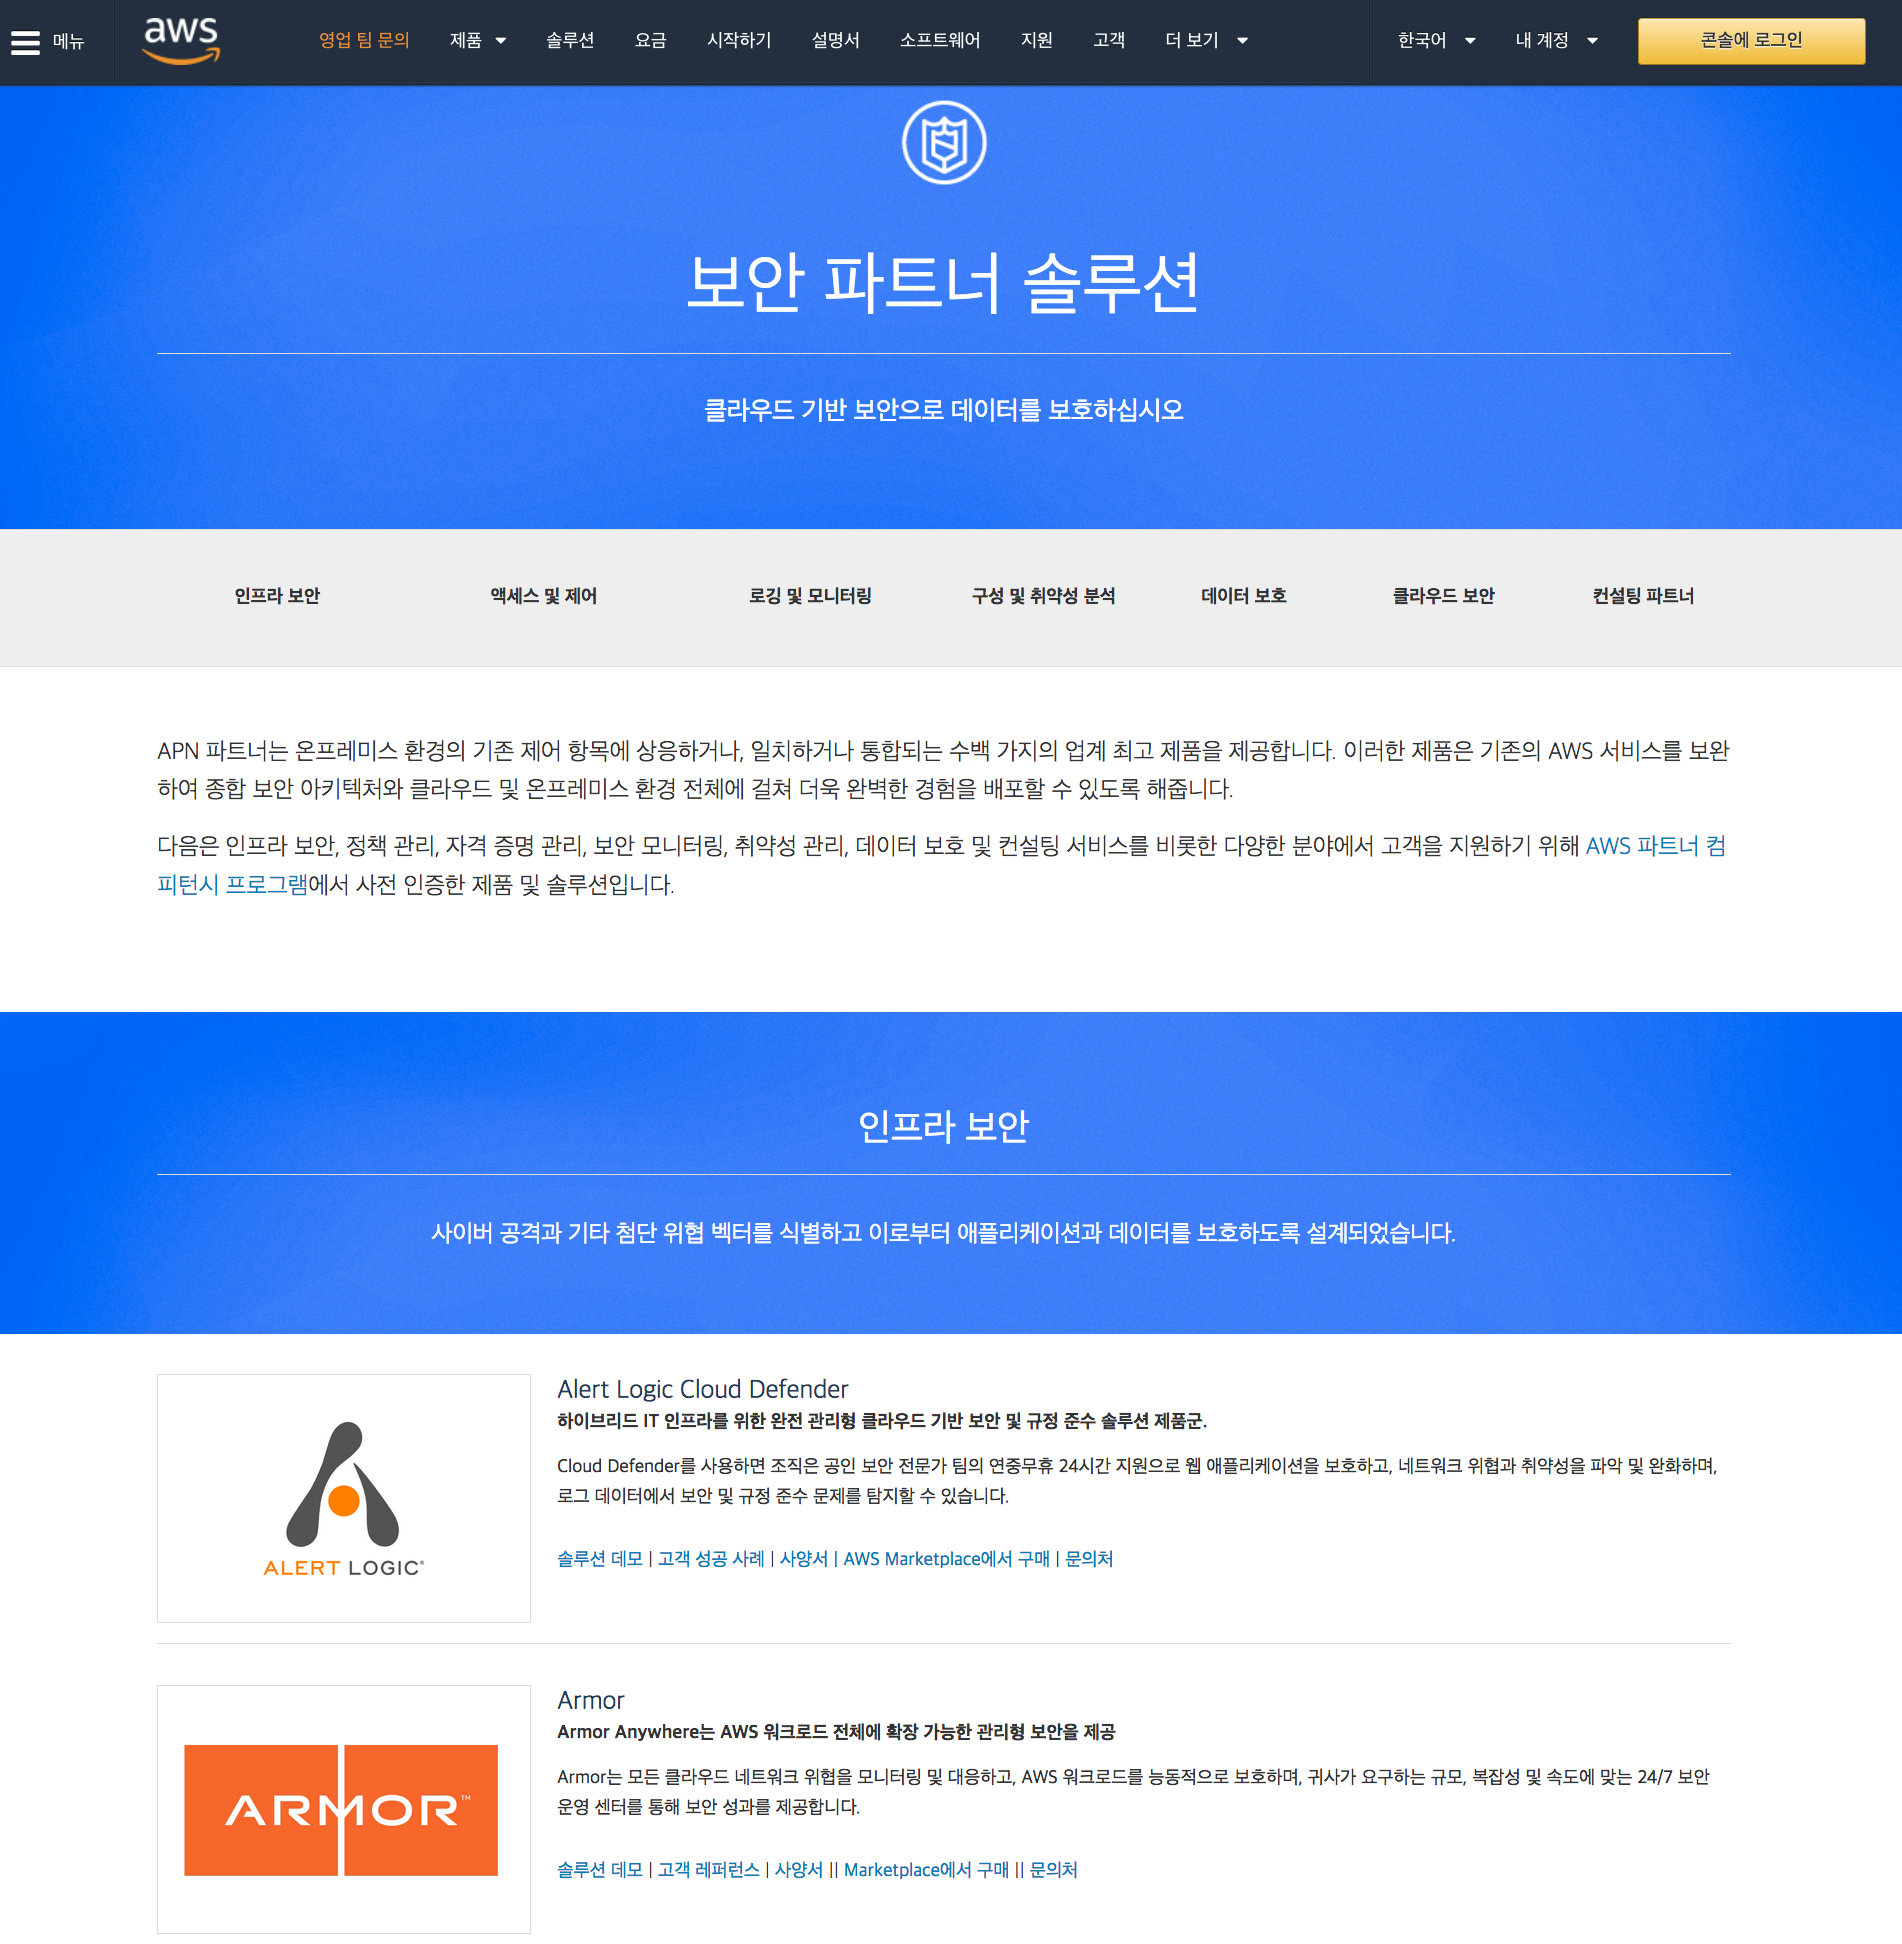 메뉴
aws
영업 팀 문의 제품 솔루션 요금 시작하기 설명서 소프트웨어 지원 고객 더 보기 한국어 내 계정 콘솔에 로그인
보안 파트너 솔루션
클라우드 기반 보안으로 데이터를 보호하십시오
인프라 보안 액세스 및 제어 로깅 및 모니터링 구성 및 취약성 분석 데이터 보호 클라우드 보안 컨설팅 파트너
APN 파트너는 온프레미스 환경의 기존 제어 항목에 상응하거나, 일치하거나 통합되는 수백 가지의 업계 최고 제품을 제공합니다. 이러한 제품은 기존의 AWS 서비스를 보완
하여 종합 보안 아키텍처와 클라우드 및 온프레미스 환경 전체에 걸쳐 더욱 완벽한 경험을 배포할 수 있도록 해줍니다.
다음은 인프라 보안, 정책 관리, 자격 증명 관리, 보안 모니터링, 취약성 관리, 데이터 보호 및 컨설팅 서비스를 비롯한 다양한 분야에서 고객을 지원하기 위해 AWS 파트너 컴
피턴시 프로그램에서 사전 인증한 제품 및 솔루션입니다.
인프라 보안
사이버 공격과 기타 첨단 위협 벡터를 식별하고 이로부터 애플리케이션과 데이터를 보호하도록 설계되었습니다.
ALERT LOGIC®
Alert Logic Cloud Defender
하이브리드 IT 인프라를 위한 완전 관리형 클라우드 기반 보안 및 규정 준수 솔루션 제품군.
Cloud Defender를 사용하면 조직은 공인 보안 전문가 팀의 연중무휴 24시간 지원으로 웹 애플리케이션을 보호하고, 네트워크 위협과 취약성을 파악 및 완화하며,
로그 데이터에서 보안 및 규정 준수 문제를 탐지할 수 있습니다.
솔루션 데모 | 고객 성공 사례 | 사양서 | AWS Marketplace에서 구매 | 문의처
ARMOR™
Armor
Armor Anywhere는 AWS 워크로드 전체에 확장 가능한 관리형 보안을 제공
Armor는 모든 클라우드 네트워크 위협을 모니터링 및 대응하고, AWS 워크로드를 능동적으로 보호하며, 귀사가 요구하는 규모, 복잡성 및 속도에 맞는 24/7 보안
운영 센터를 통해 보안 성과를 제공합니다.
솔루션 데모 | 고객 레퍼런스 | 사양서 || Marketplace에서 구매 || 문의처